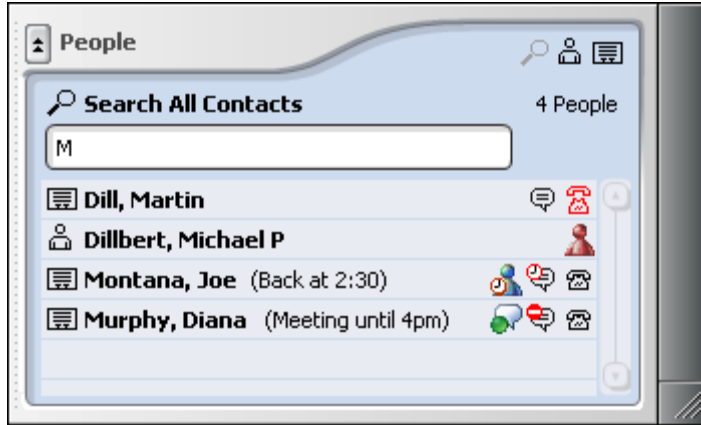 People
Search All Contacts
4 People
M
Dill, Martin
Dillbert, Michael P
Montana, Joe (Back at 2:30)
Murphy, Diana (Meeting until 4pm)